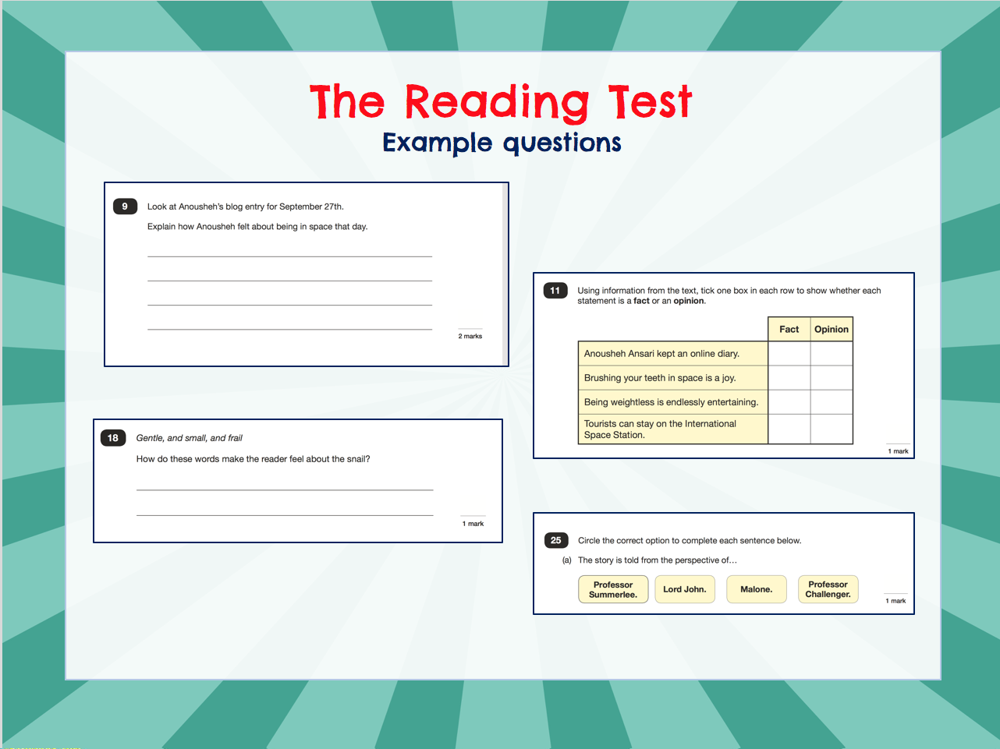 The Reading Test
Example questions
9
Look at Anousheh's blog entry for September 27th.
Explain how Anousheh felt about being in space that day.
2 marks
11
Using information from the text, tick one box in each row to show whether each
statement is a fact or an opinion.
Fact Opinion
Anousheh Ansari kept an online diary.
Brushing your teeth in space is a joy.
Being weightless is endlessly entertaining.
Tourists can stay on the International
Space Station.
1 mark
18
Gentle, and small, and frail
How do these words make the reader feel about the snail?
1 mark
25
Circle the correct option to complete each sentence below.
(a) The story is told from the perspective of…
Professor
Summerlee.
Lord John.
Malone.
Professor
Challenger.
1 mark